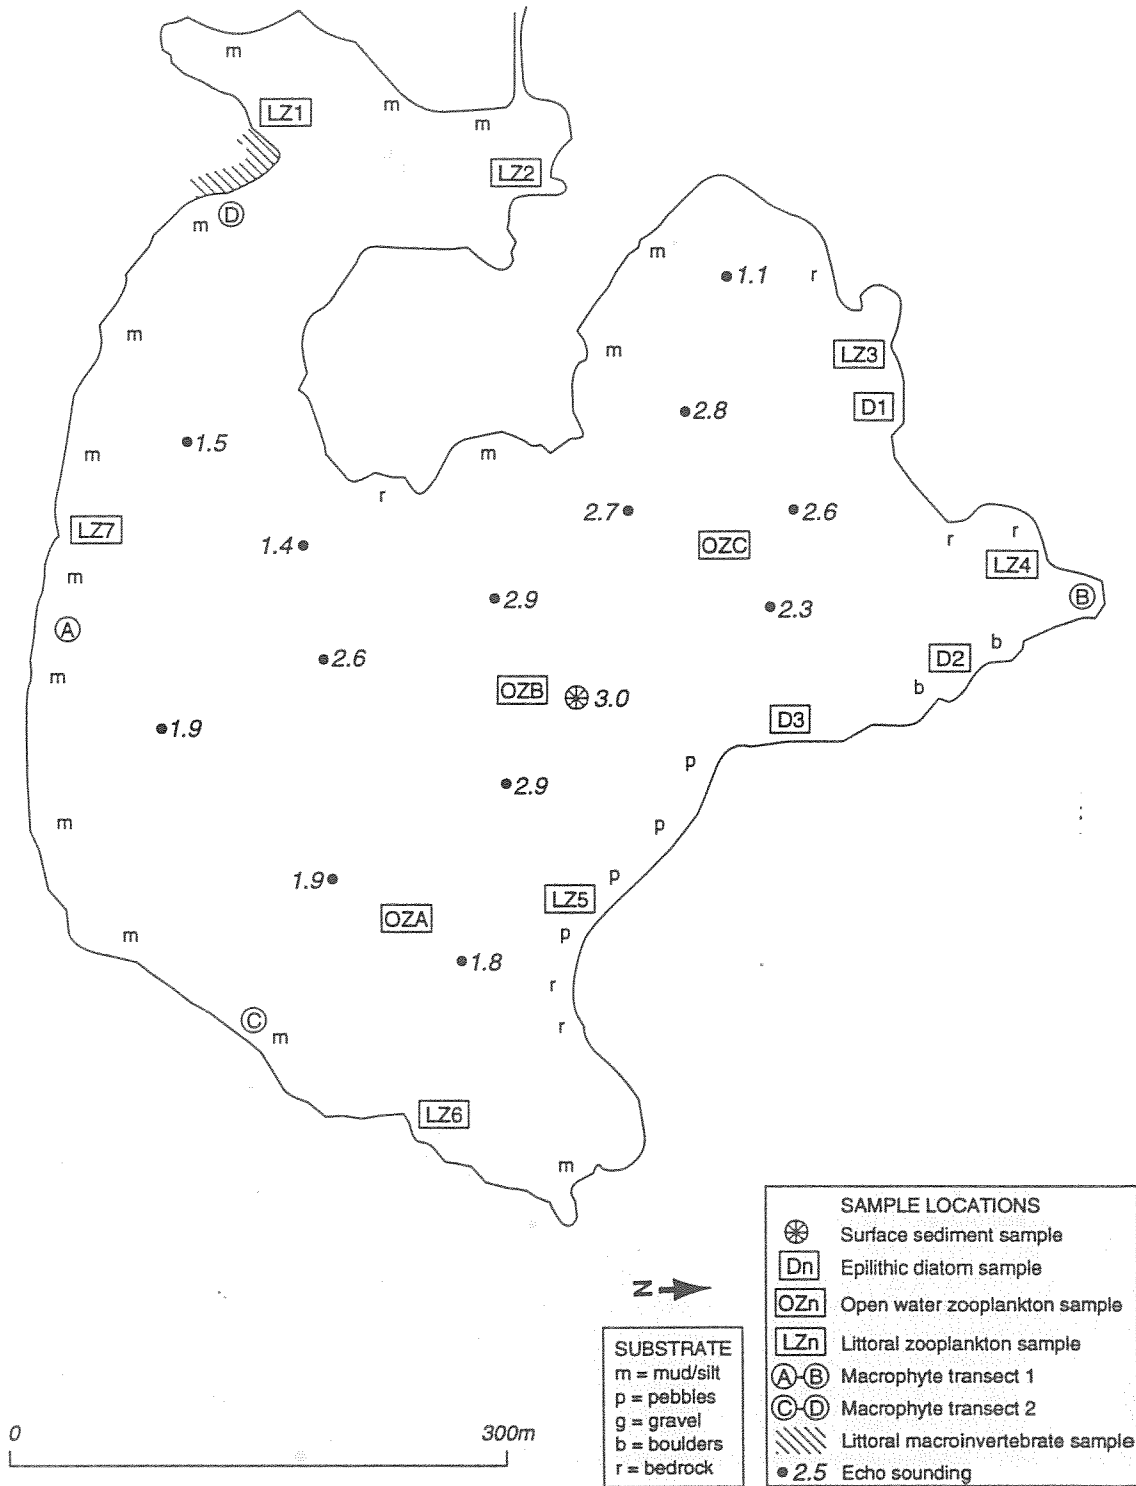 m
m
LZ1
m
LZ2
m
D
m
1.1
r
m
m
LZ3
D1
2.8
1.5
m
m
r
2.7
2.6
LZ7
OZC
r
r
1.4
LZ4
m
2.9
2.3
B
A
b
2.6
D2
m
OZB
3.0
b
D3
1.9
p
2.9
m
p
1.9
p
LZ5
OZA
p
m
1.8
r
C
r
m
LZ6
m
N
SAMPLE LOCATIONS
Surface sediment sample
Dn Epilithic diatom sample
OZn Open water zooplankton sample
LZn Littoral zooplankton sample
A-B Macrophyte transect 1
C-D Macrophyte transect 2
Littoral macroinvertebrate sample
2.5 Echo sounding
SUBSTRATE
m = mud/silt
p = pebbles
g = gravel
b = boulders
r = bedrock
0 300m